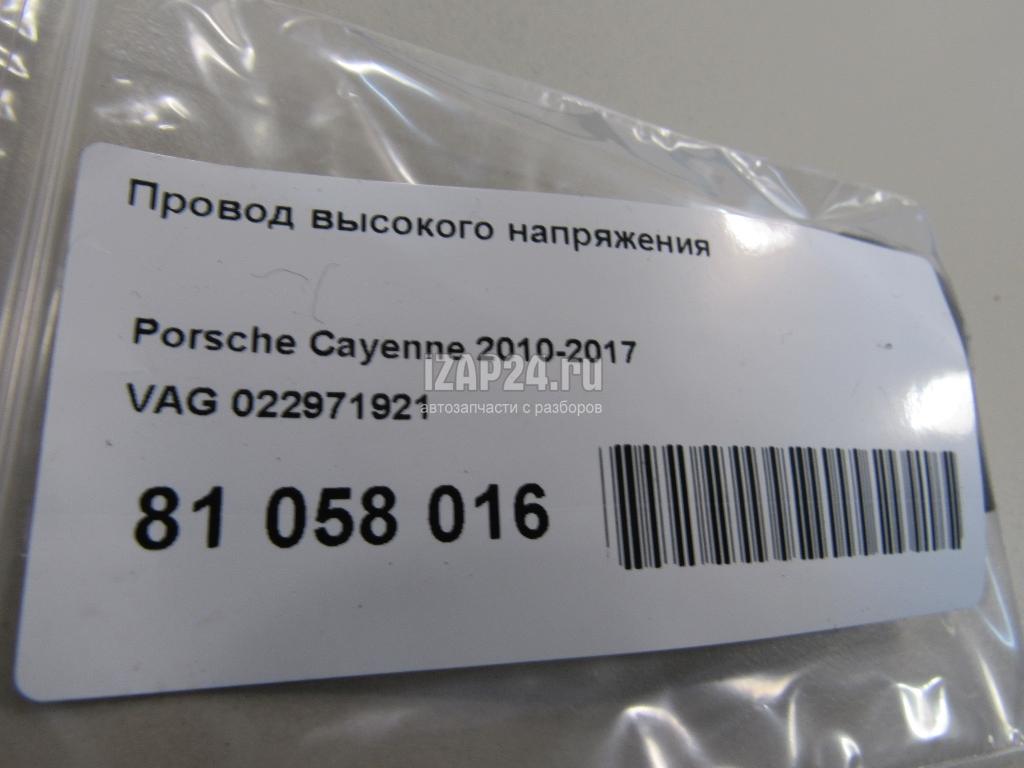 Провод высокого напряжения
Porsche Cayenne 2010-2017
IZAP24.ru
VAG 022971921
автозапчасти с разборов
81 058 016